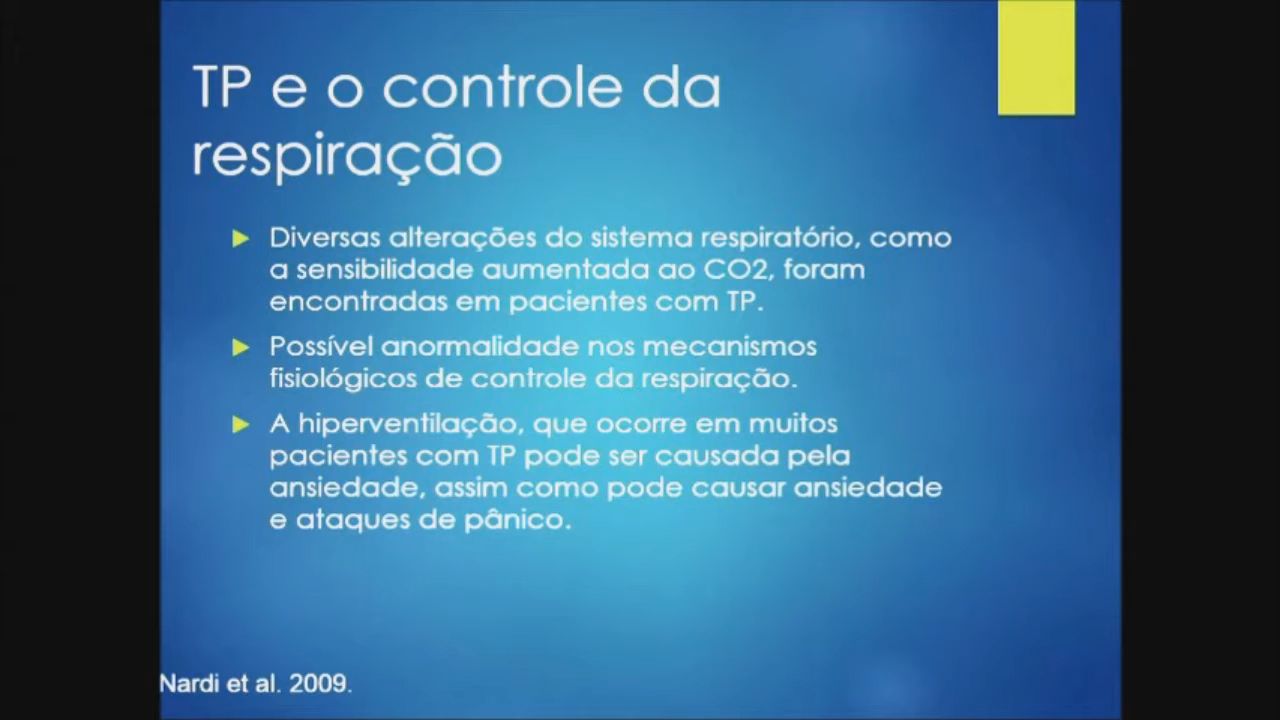 TP e o controle da
respiração
Diversas alterações do sistema respiratório, como
a sensibilidade aumentada ao CO2, foram
encontradas em pacientes com TP.
Possível anormalidade nos mecanismos
fisiológicos de controle da respiração.
A hiperventilação, que ocorre em muitos
pacientes com TP pode ser causada pela
ansiedade, assim como pode causar ansiedade
e ataques de pânico.
Nardi et al. 2009.